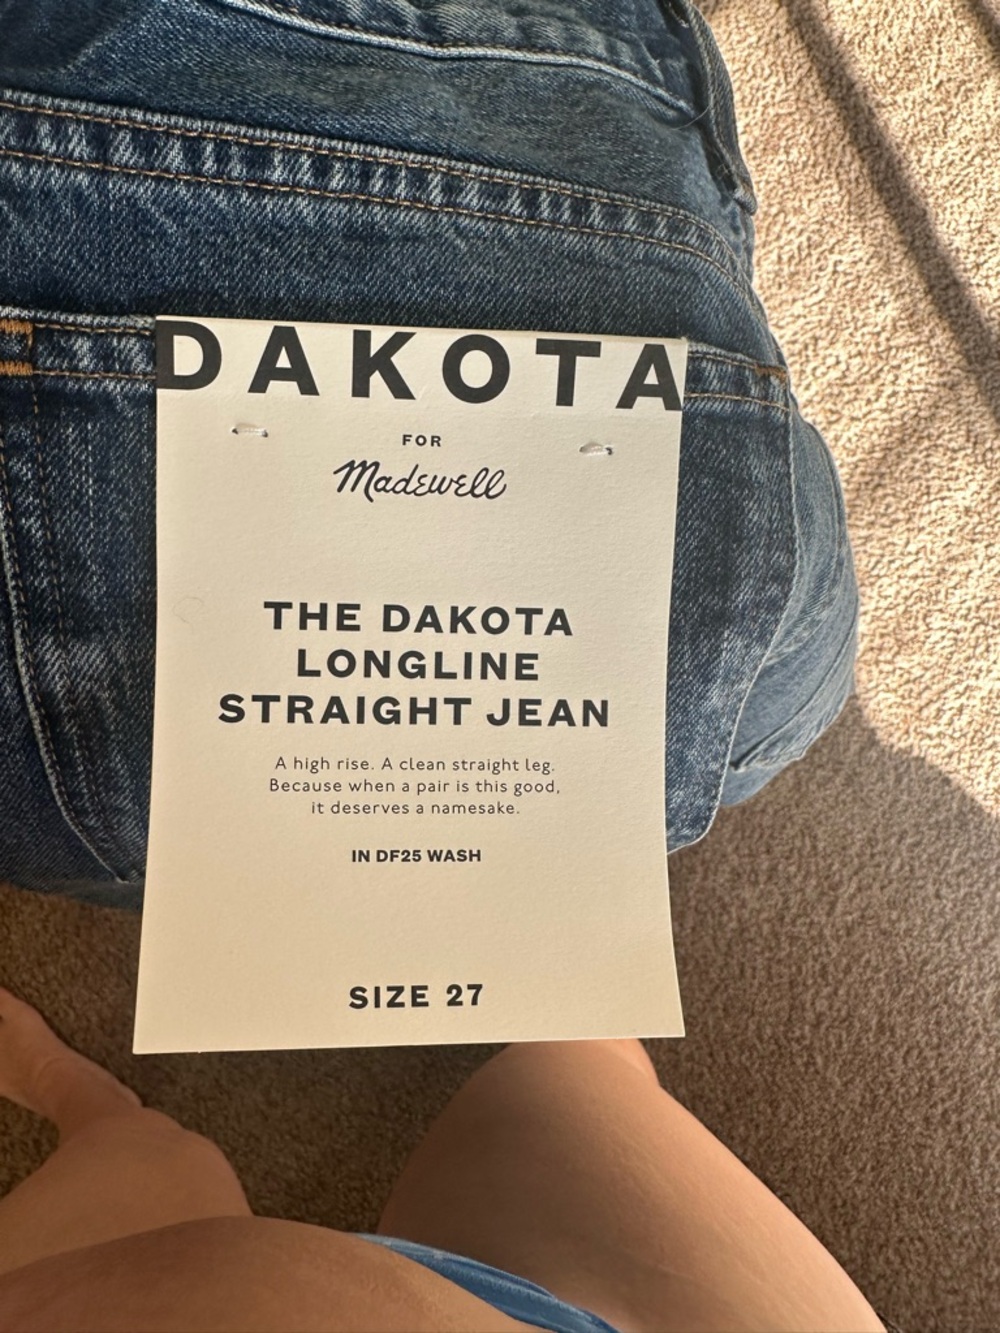 DAKOTA
FOR
Madewell
THE DAKOTA
LONGLINE
STRAIGHT JEAN
A high rise. A clean straight leg.
Because when a pair is this good,
it deserves a namesake.
IN DF25 WASH
SIZE 27